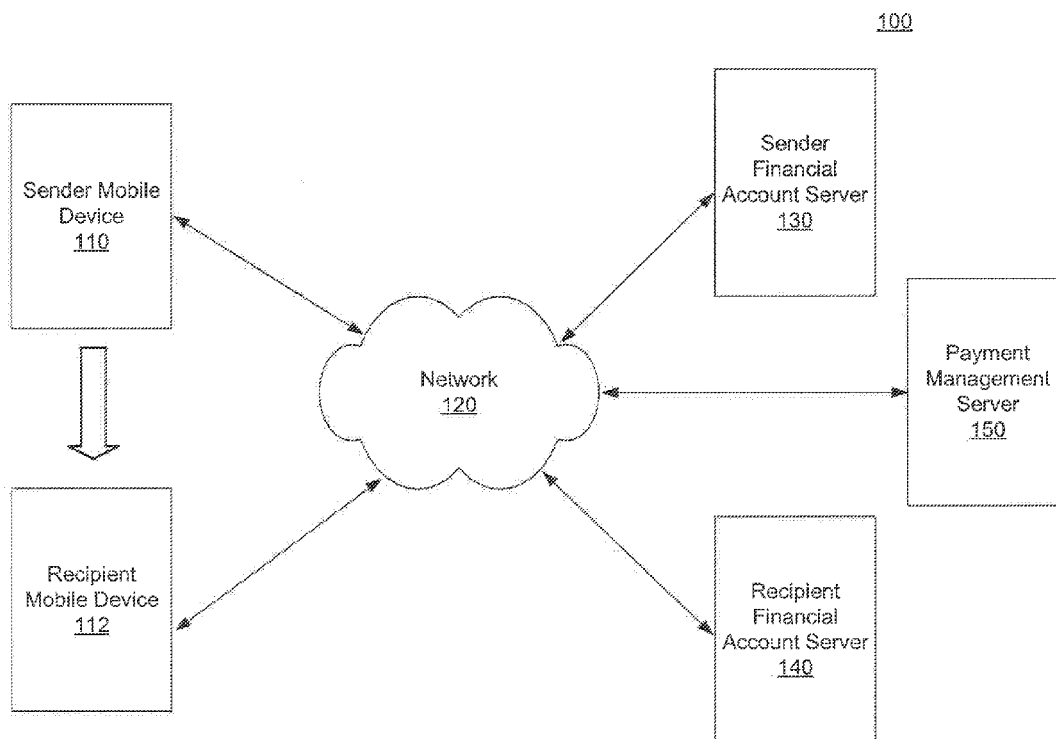 100
Sender Mobile
Device
110
Sender
Financial
Account Server
130
Network
120
Payment
Management
Server
150
Recipient
Mobile Device
112
Recipient
Financial
Account Server
140